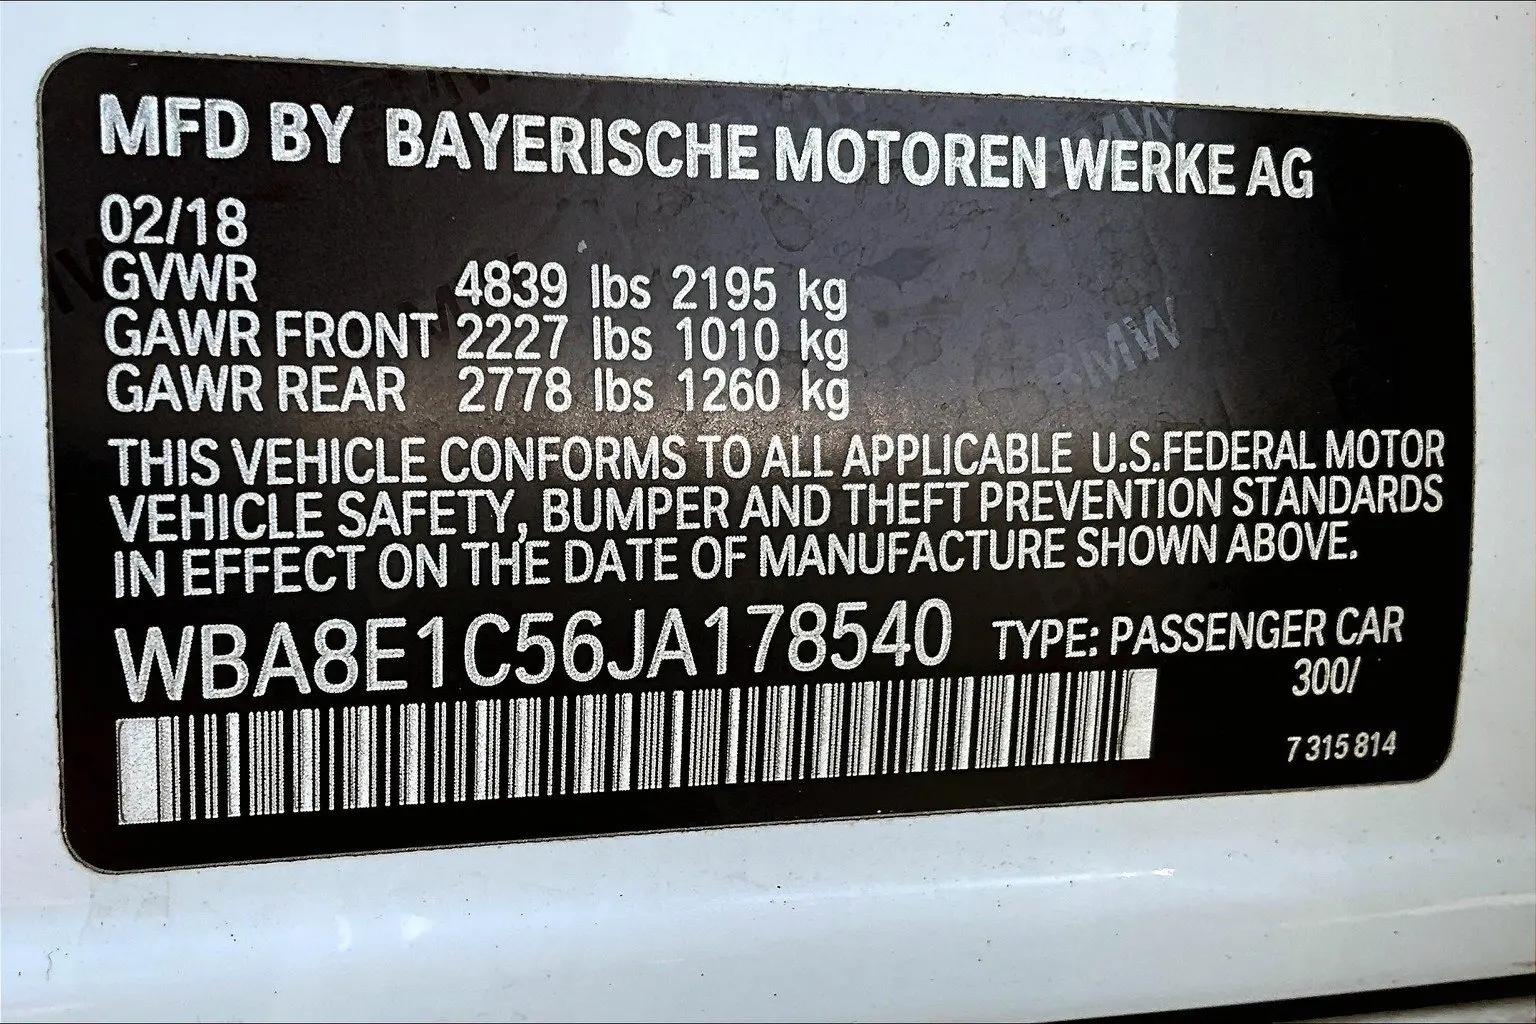 MFD BY BAYERISCHE MOTOREN WERKE AG
02/18
GVWR 4839 lbs 2195 kg
GAWR FRONT 2227 lbs 1010 kg
GAWR REAR 2778 lbs 1260 kg
THIS VEHICLE CONFORMS TO ALL APPLICABLE U.S.FEDERAL MOTOR
VEHICLE SAFETY, BUMPER AND THEFT PREVENTION STANDARDS
IN EFFECT ON THE DATE OF MANUFACTURE SHOWN ABOVE.
WBA8E1C56JA178540 TYPE: PASSENGER CAR
300/
7 315 814
BMW
BMW